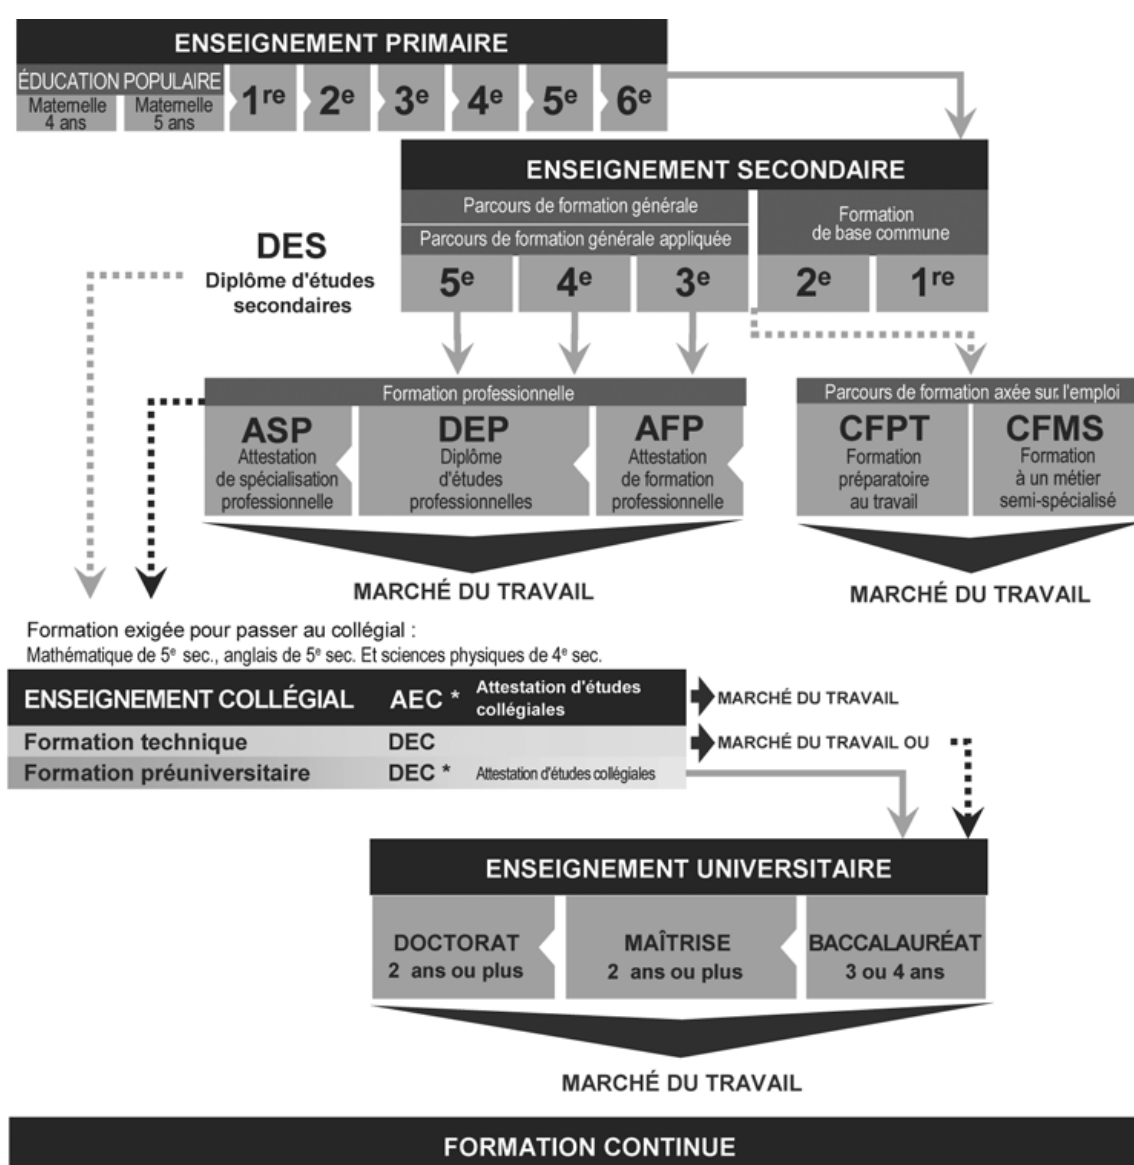 ENSEIGNEMENT PRIMAIRE
ÉDUCATION POPULAIRE
Maternelle
4 ans
Maternelle
5 ans
1re
2e
3e
4e
5e
6e
ENSEIGNEMENT SECONDAIRE
Parcours de formation générale
Parcours de formation générale appliquée
Formation
de base commune
5e
4e
3e
2e
1re
DES
Diplôme d'études
secondaires
Formation professionnelle
ASP
Attestation
de spécialisation
professionnelle
DEP
Diplôme
d'études
professionnelles
AFP
Attestation
de formation
professionnelle
MARCHÉ DU TRAVAIL
Parcours de formation axée sur l'emploi
CFPT
Formation
préparatoire
au travail
CFMS
Formation
à un métier
semi-spécialisé
MARCHÉ DU TRAVAIL
Formation exigée pour passer au collégial :
Mathématique de 5e sec., anglais de 5e sec. Et sciences physiques de 4e sec.
ENSEIGNEMENT COLLÉGIAL AEC * Attestation d'études
collégiales
MARCHÉ DU TRAVAIL
Formation technique DEC
MARCHÉ DU TRAVAIL OU
Formation préuniversitaire DEC * Attestation d'études collégiales
ENSEIGNEMENT UNIVERSITAIRE
DOCTORAT
2 ans ou plus
MAÎTRISE
2 ans ou plus
BACCALAURÉAT
3 ou 4 ans
MARCHÉ DU TRAVAIL
FORMATION CONTINUE